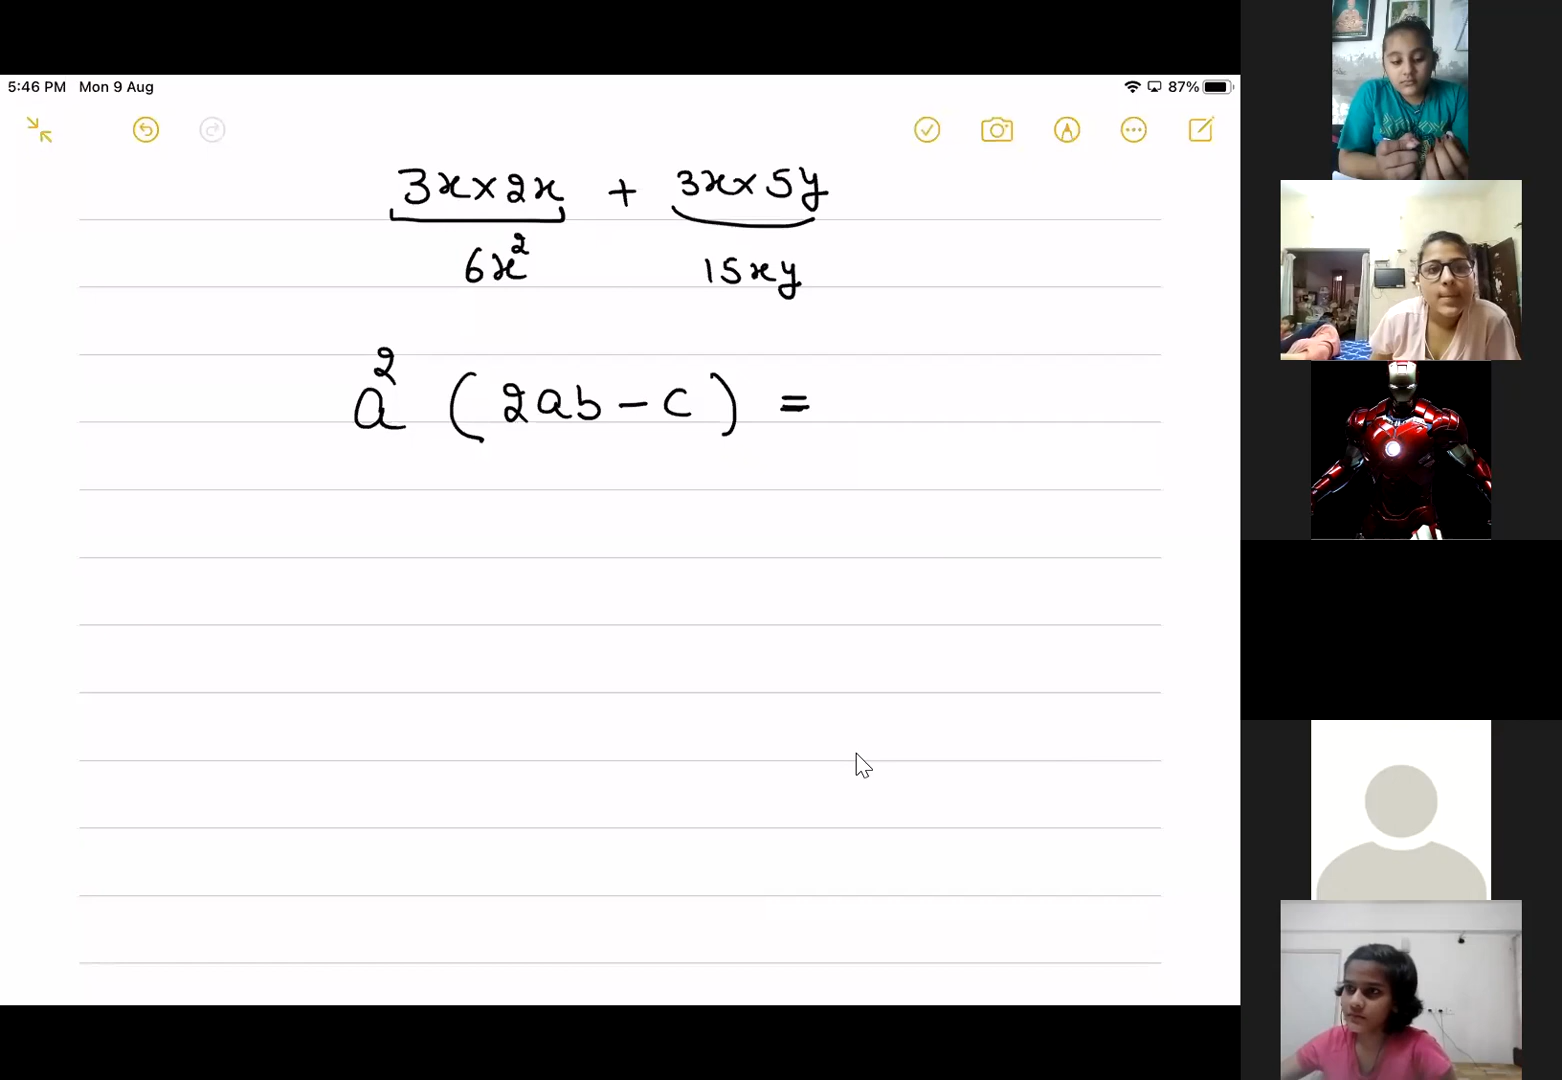 5:46 PM Mon 9 Aug 87%
3x×2x + 3x×5y
6x² 15xy
a² (2ab-c) =